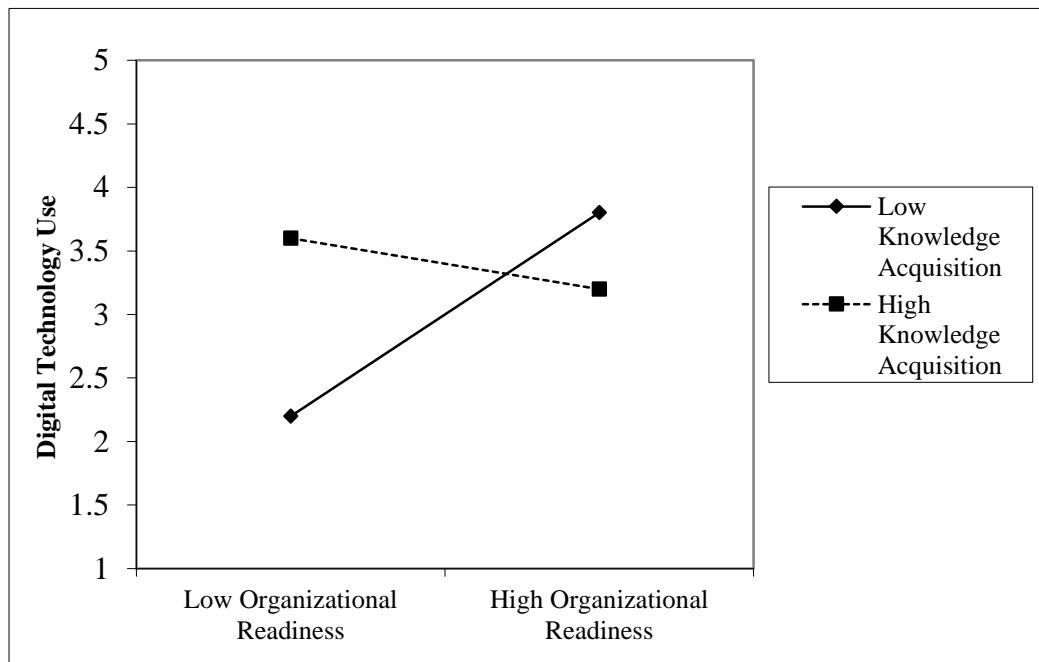 Digital Technology Use
5
4.5
4
3.5
3
2.5
2
1.5
1
Low Organizational
Readiness
High Organizational
Readiness
Low
Knowledge
Acquisition
High
Knowledge
Acquisition